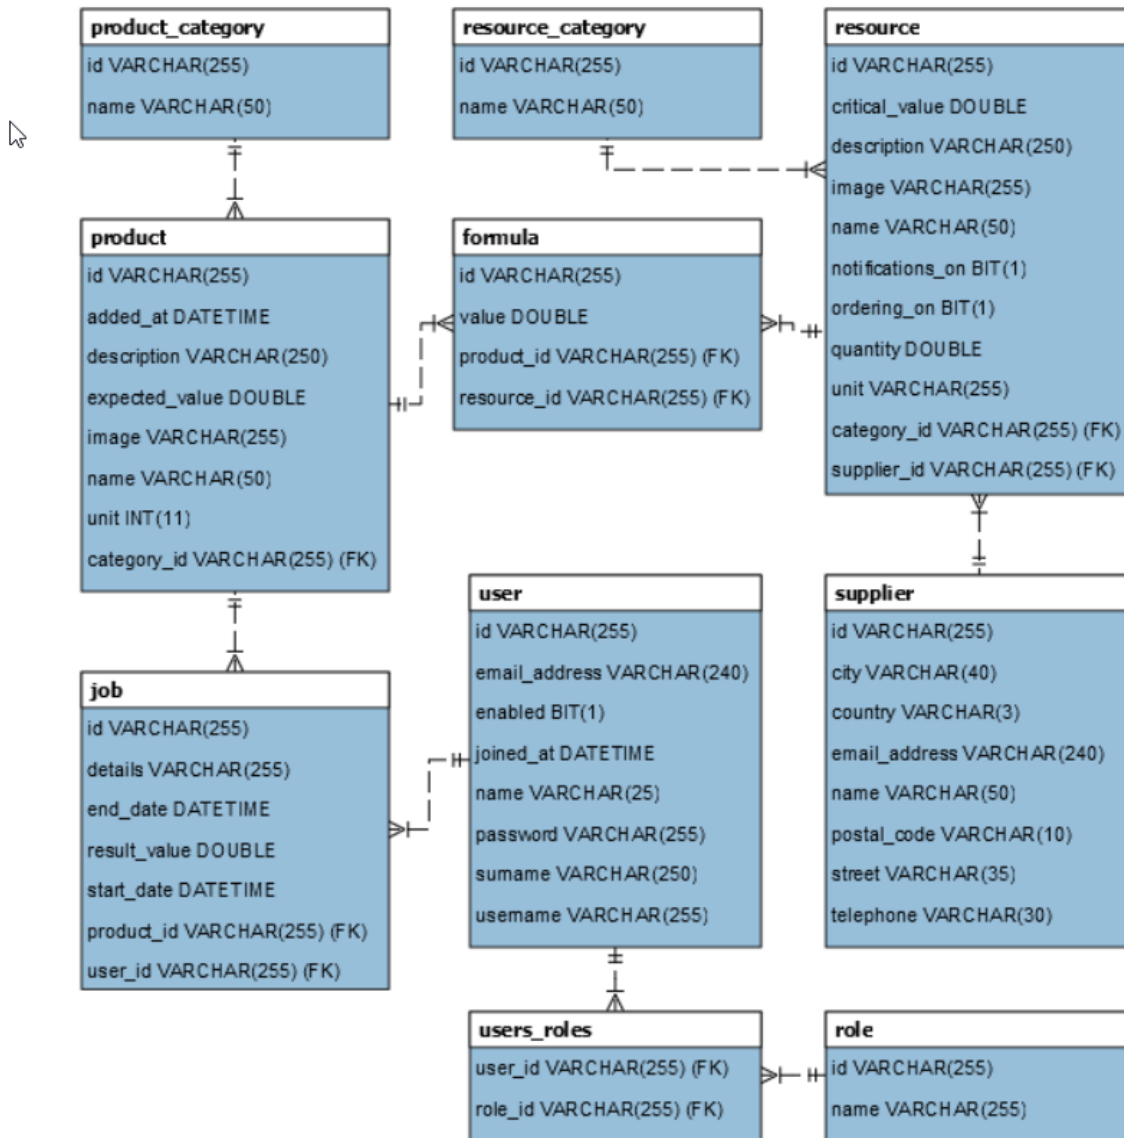 product_category
id VARCHAR(255)
name VARCHAR(50)
resource_category
id VARCHAR(255)
name VARCHAR(50)
resource
id VARCHAR(255)
critical_value DOUBLE
description VARCHAR(250)
image VARCHAR(255)
name VARCHAR(50)
notifications_on BIT(1)
ordering_on BIT(1)
quantity DOUBLE
unit VARCHAR(255)
category_id VARCHAR(255) (FK)
supplier_id VARCHAR(255) (FK)
product
id VARCHAR(255)
added_at DATETIME
description VARCHAR(250)
expected_value DOUBLE
image VARCHAR(255)
name VARCHAR(50)
unit INT(11)
category_id VARCHAR(255) (FK)
formula
id VARCHAR(255)
value DOUBLE
product_id VARCHAR(255) (FK)
resource_id VARCHAR(255) (FK)
job
id VARCHAR(255)
details VARCHAR(255)
end_date DATETIME
result_value DOUBLE
start_date DATETIME
product_id VARCHAR(255) (FK)
user_id VARCHAR(255) (FK)
user
id VARCHAR(255)
email_address VARCHAR(240)
enabled BIT(1)
joined_at DATETIME
name VARCHAR(25)
password VARCHAR(255)
surname VARCHAR(250)
username VARCHAR(255)
supplier
id VARCHAR(255)
city VARCHAR(40)
country VARCHAR(3)
email_address VARCHAR(240)
name VARCHAR(50)
postal_code VARCHAR(10)
street VARCHAR(35)
telephone VARCHAR(30)
users_roles
user_id VARCHAR(255) (FK)
role_id VARCHAR(255) (FK)
role
id VARCHAR(255)
name VARCHAR(255)